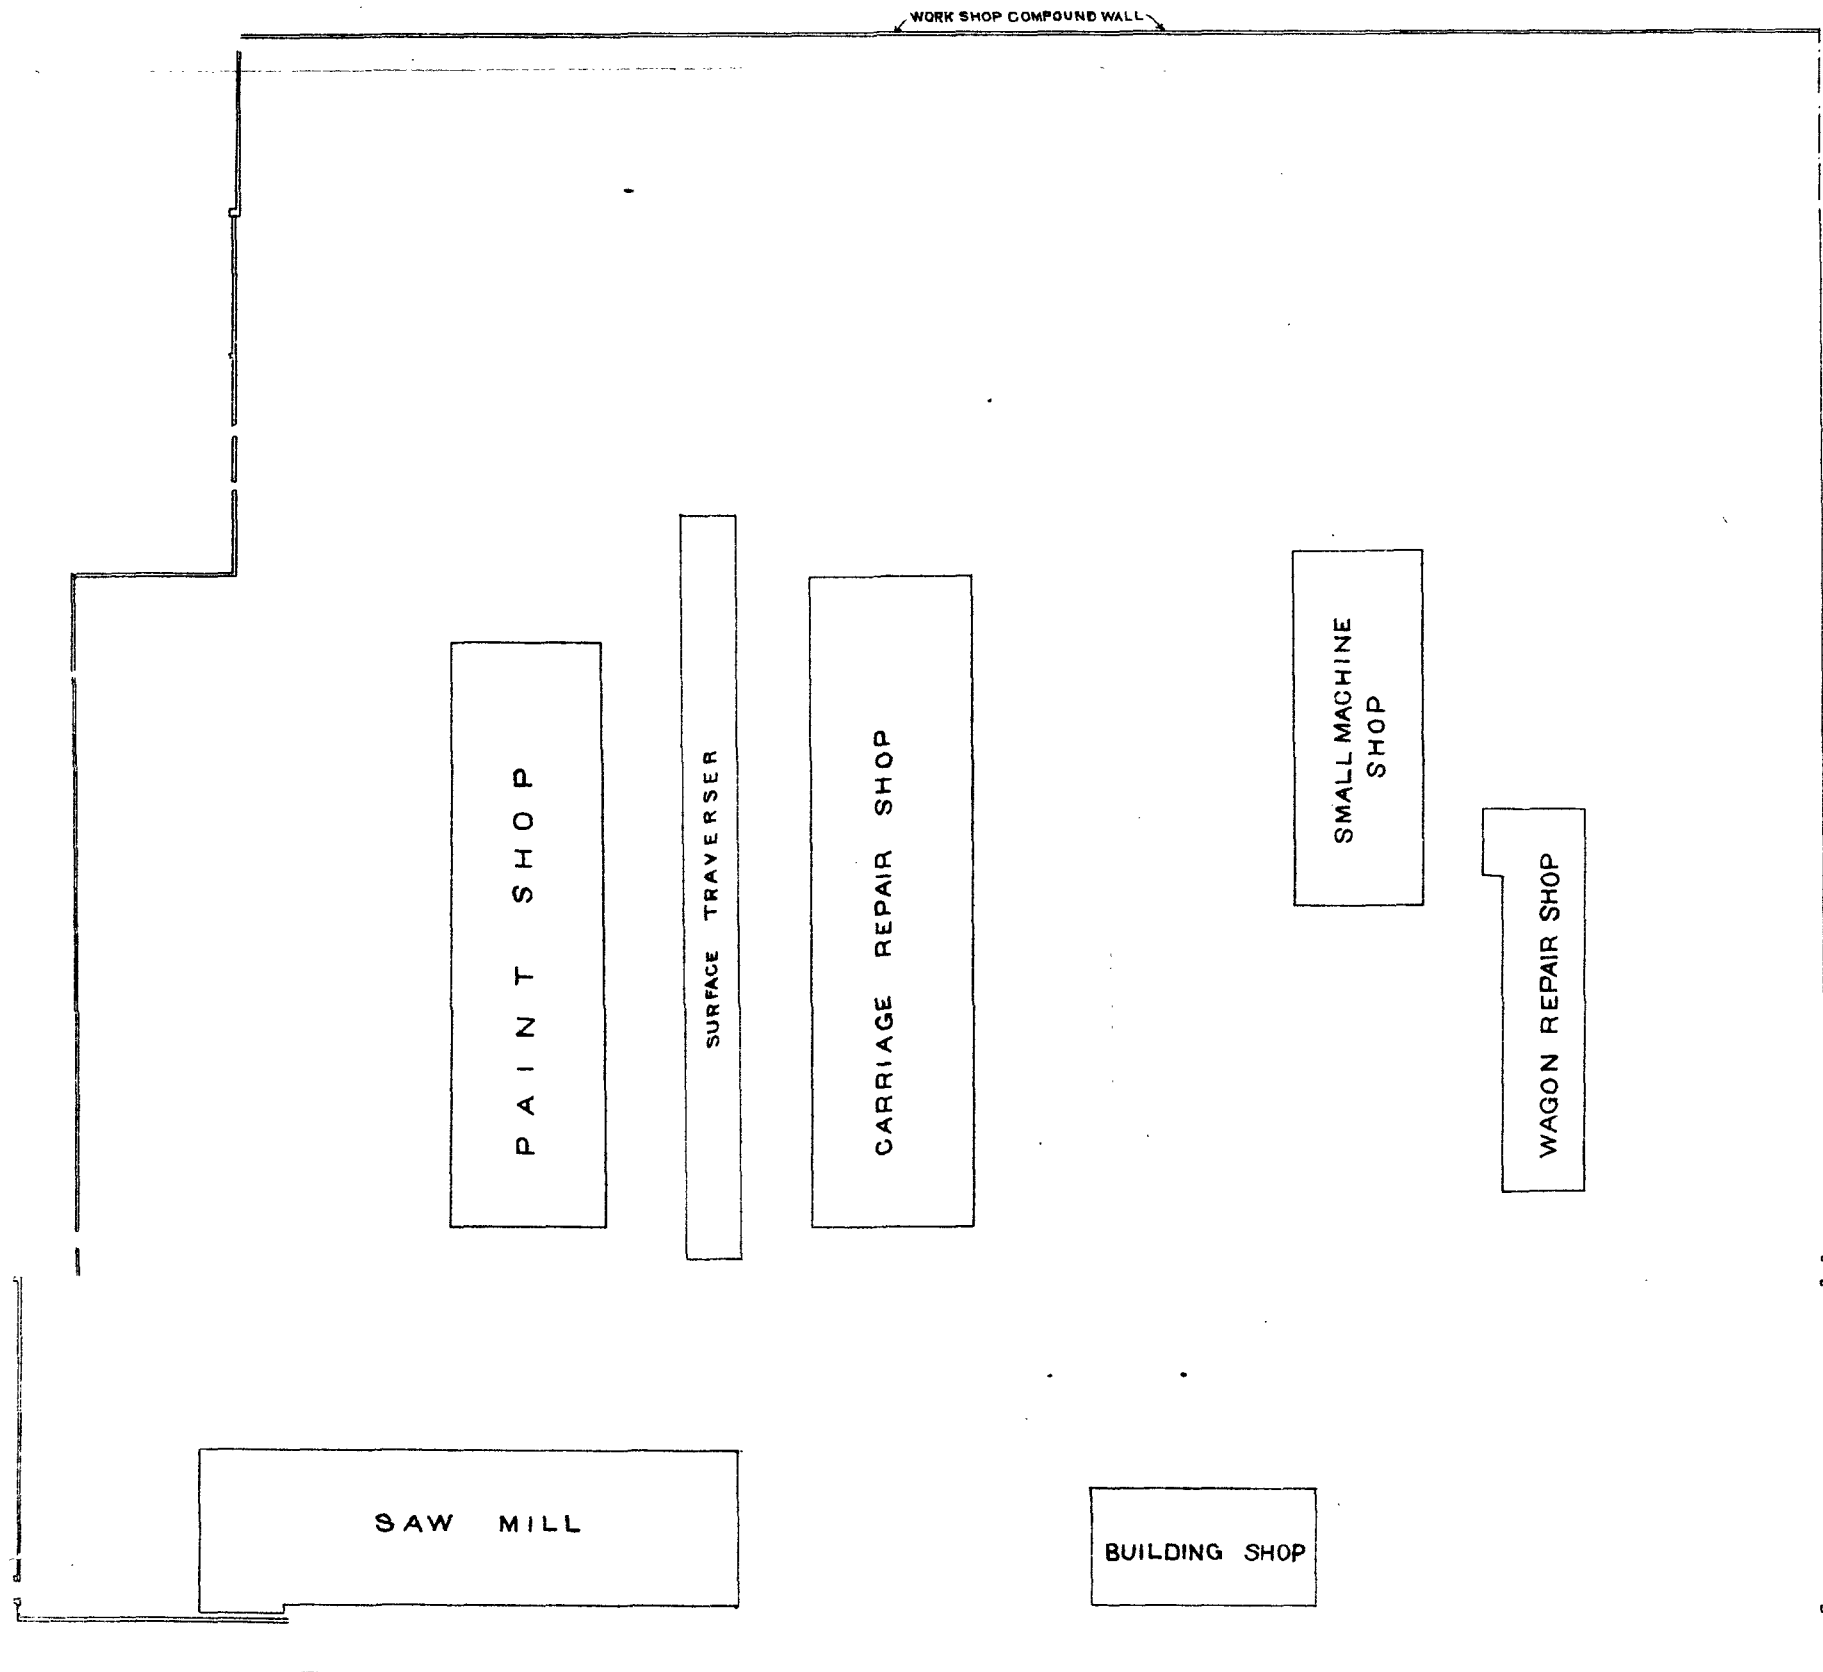 WORK SHOP COMPOUND WALL
PAINT SHOP
SURFACE TRAVERSER
CARRIAGE REPAIR SHOP
SMALL MACHINE
SHOP
WAGON REPAIR SHOP
SAW MILL
BUILDING SHOP